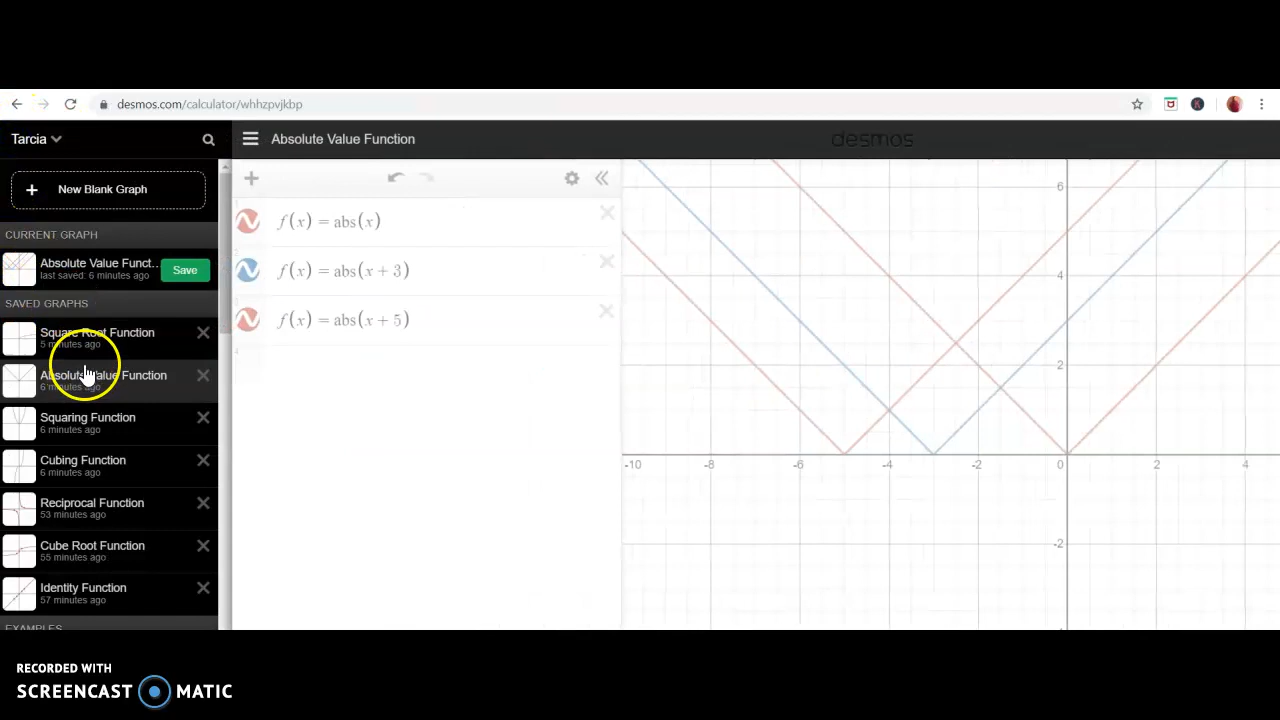 desmos.com/calculator/whhzpvjkbp
Tarcia
Absolute Value Function
desmos
+ New Blank Graph
CURRENT GRAPH
Absolute Value Funct...
last saved: 6 minutes ago
Save
SAVED GRAPHS
Square Root Function
5 minutes ago
Absolute Value Function
6 minutes ago
Squaring Function
6 minutes ago
Cubing Function
6 minutes ago
Reciprocal Function
53 minutes ago
Cube Root Function
55 minutes ago
Identity Function
57 minutes ago
EXAMPLES
f(x) = abs(x)
f(x) = abs(x + 3)
f(x) = abs(x + 5)
6
4
2
-10 -8 -6 -4 -2 0 2 4
-2
RECORDED WITH
SCREENCAST MATIC